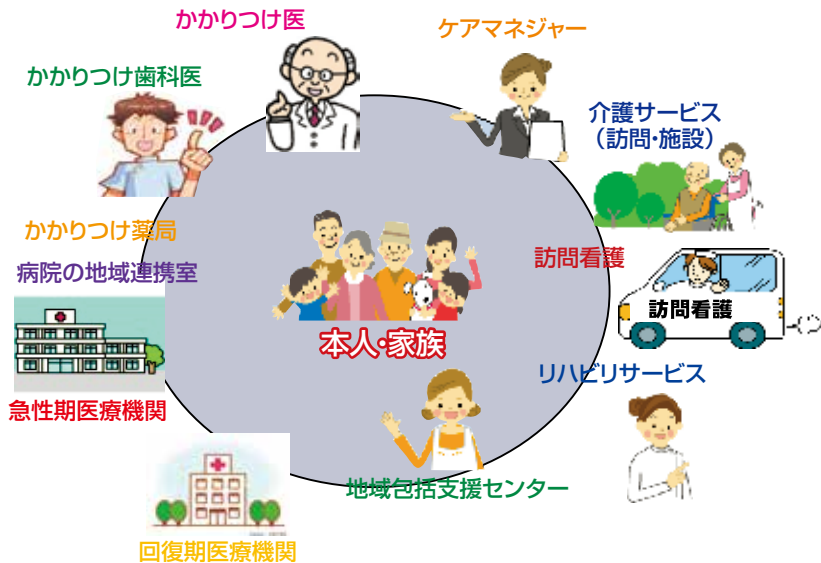 かかりつけ医
ケアマネジャー
かかりつけ歯科医
介護サービス
（訪問・施設）
かかりつけ薬局
病院の地域連携室
訪問看護
訪問看護
本人・家族
リハビリサービス
急性期医療機関
地域包括支援センター
回復期医療機関